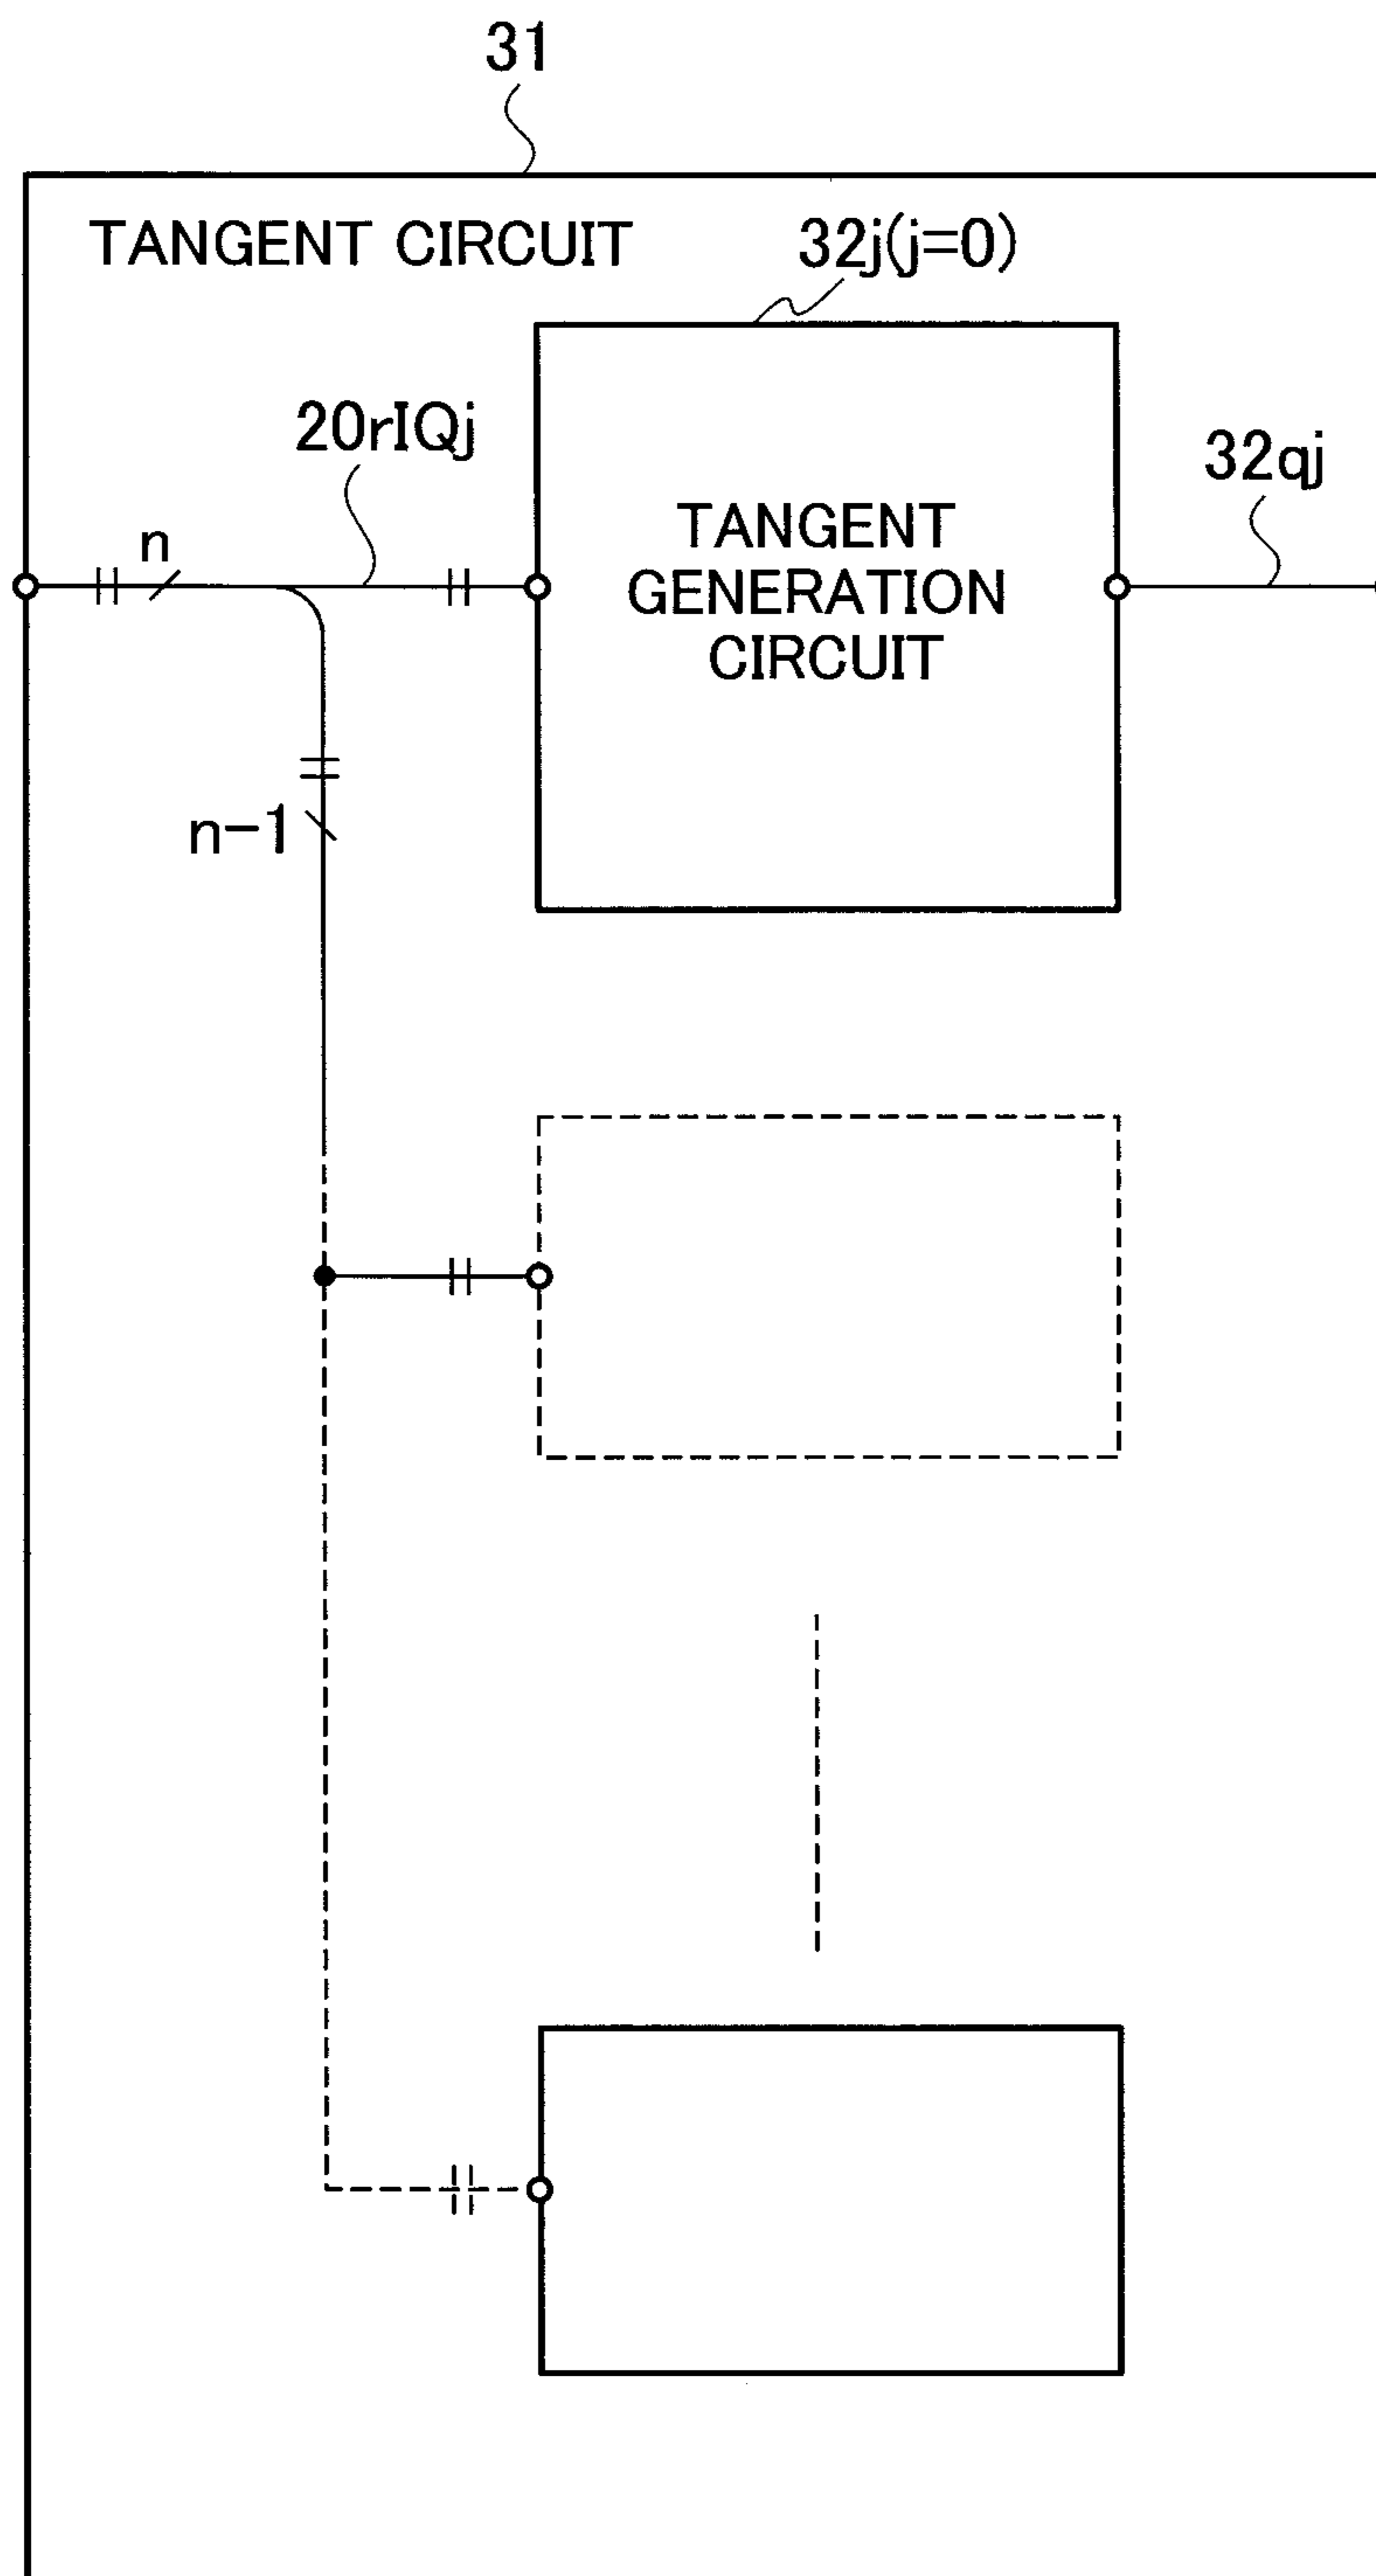 31
TANGENT CIRCUIT
32j(j=0)
20rIQj
32qj
n
TANGENT
GENERATION
CIRCUIT
n-1